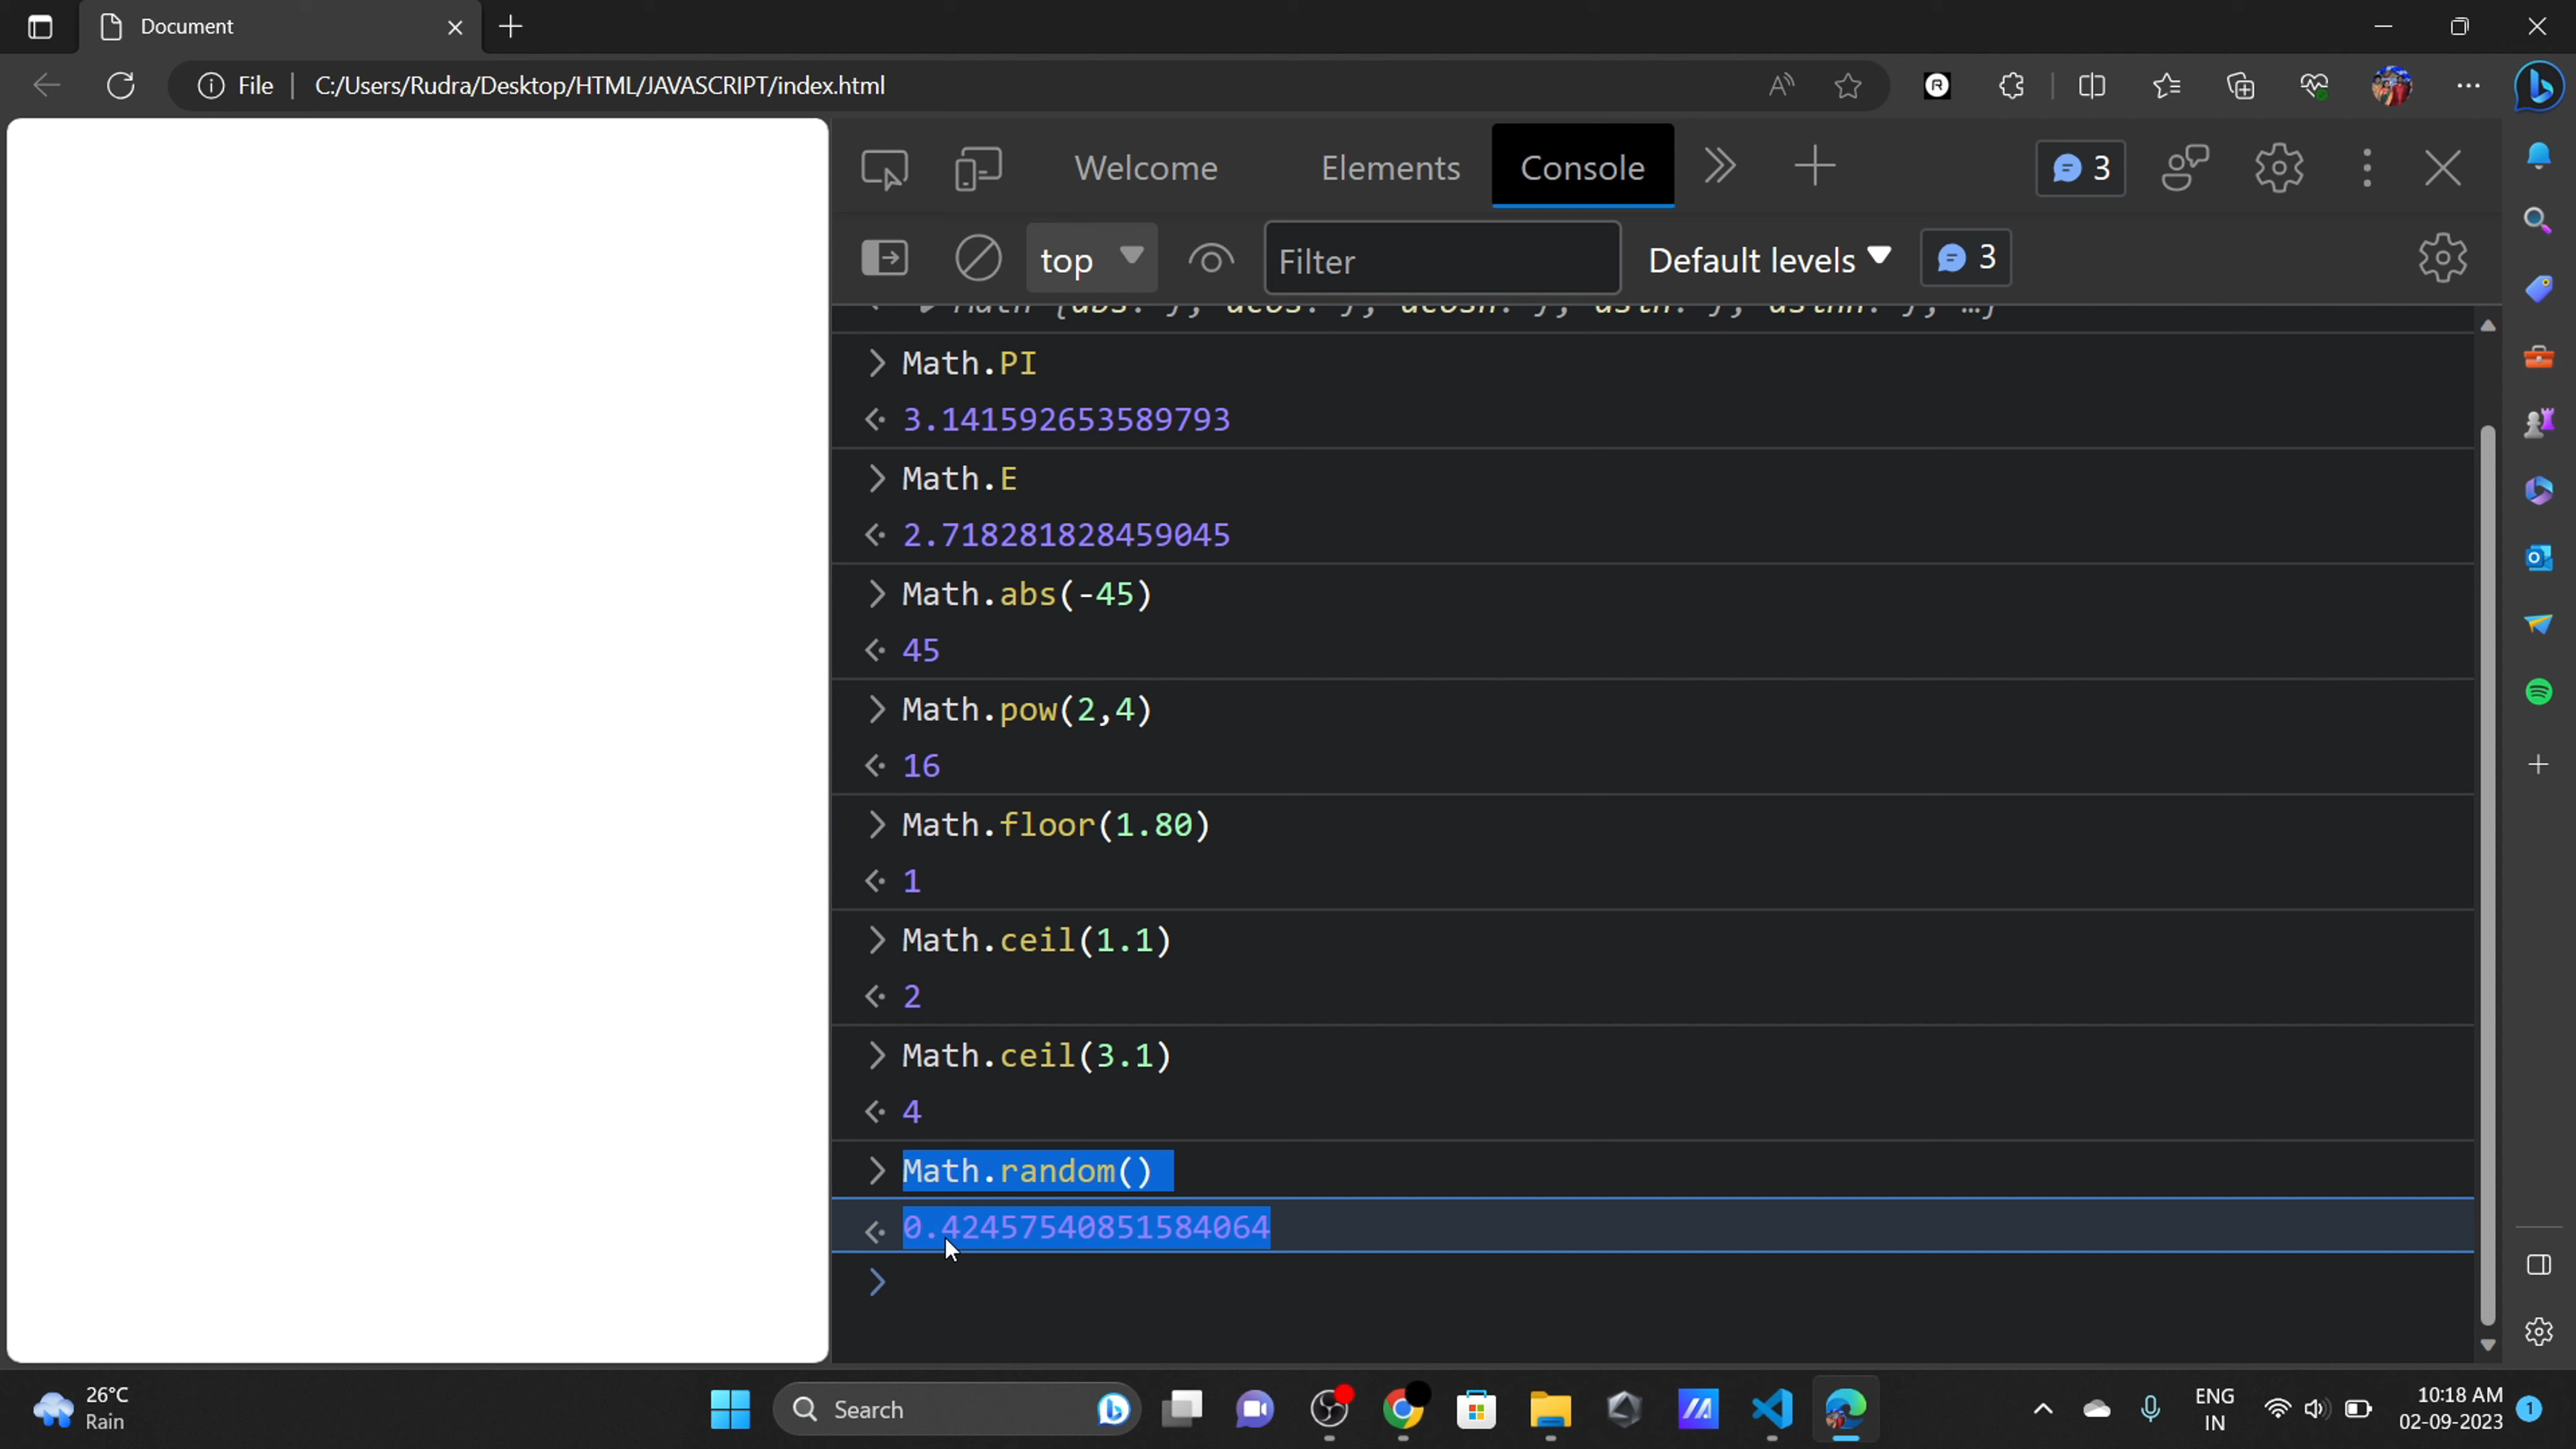 Document
File
C:/Users/Rudra/Desktop/HTML/JAVASCRIPT/index.html
Welcome
Elements
Console
3
top
Filter
Default levels
3
Math.PI
3.141592653589793
Math.E
2.718281828459045
Math.abs(-45)
45
Math.pow(2,4)
16
Math.floor(1.80)
1
Math.ceil(1.1)
2
Math.ceil(3.1)
4
Math.random()
0.42457540851584064
26°C
Rain
Search
ENG
IN
10:18 AM
02-09-2023
1